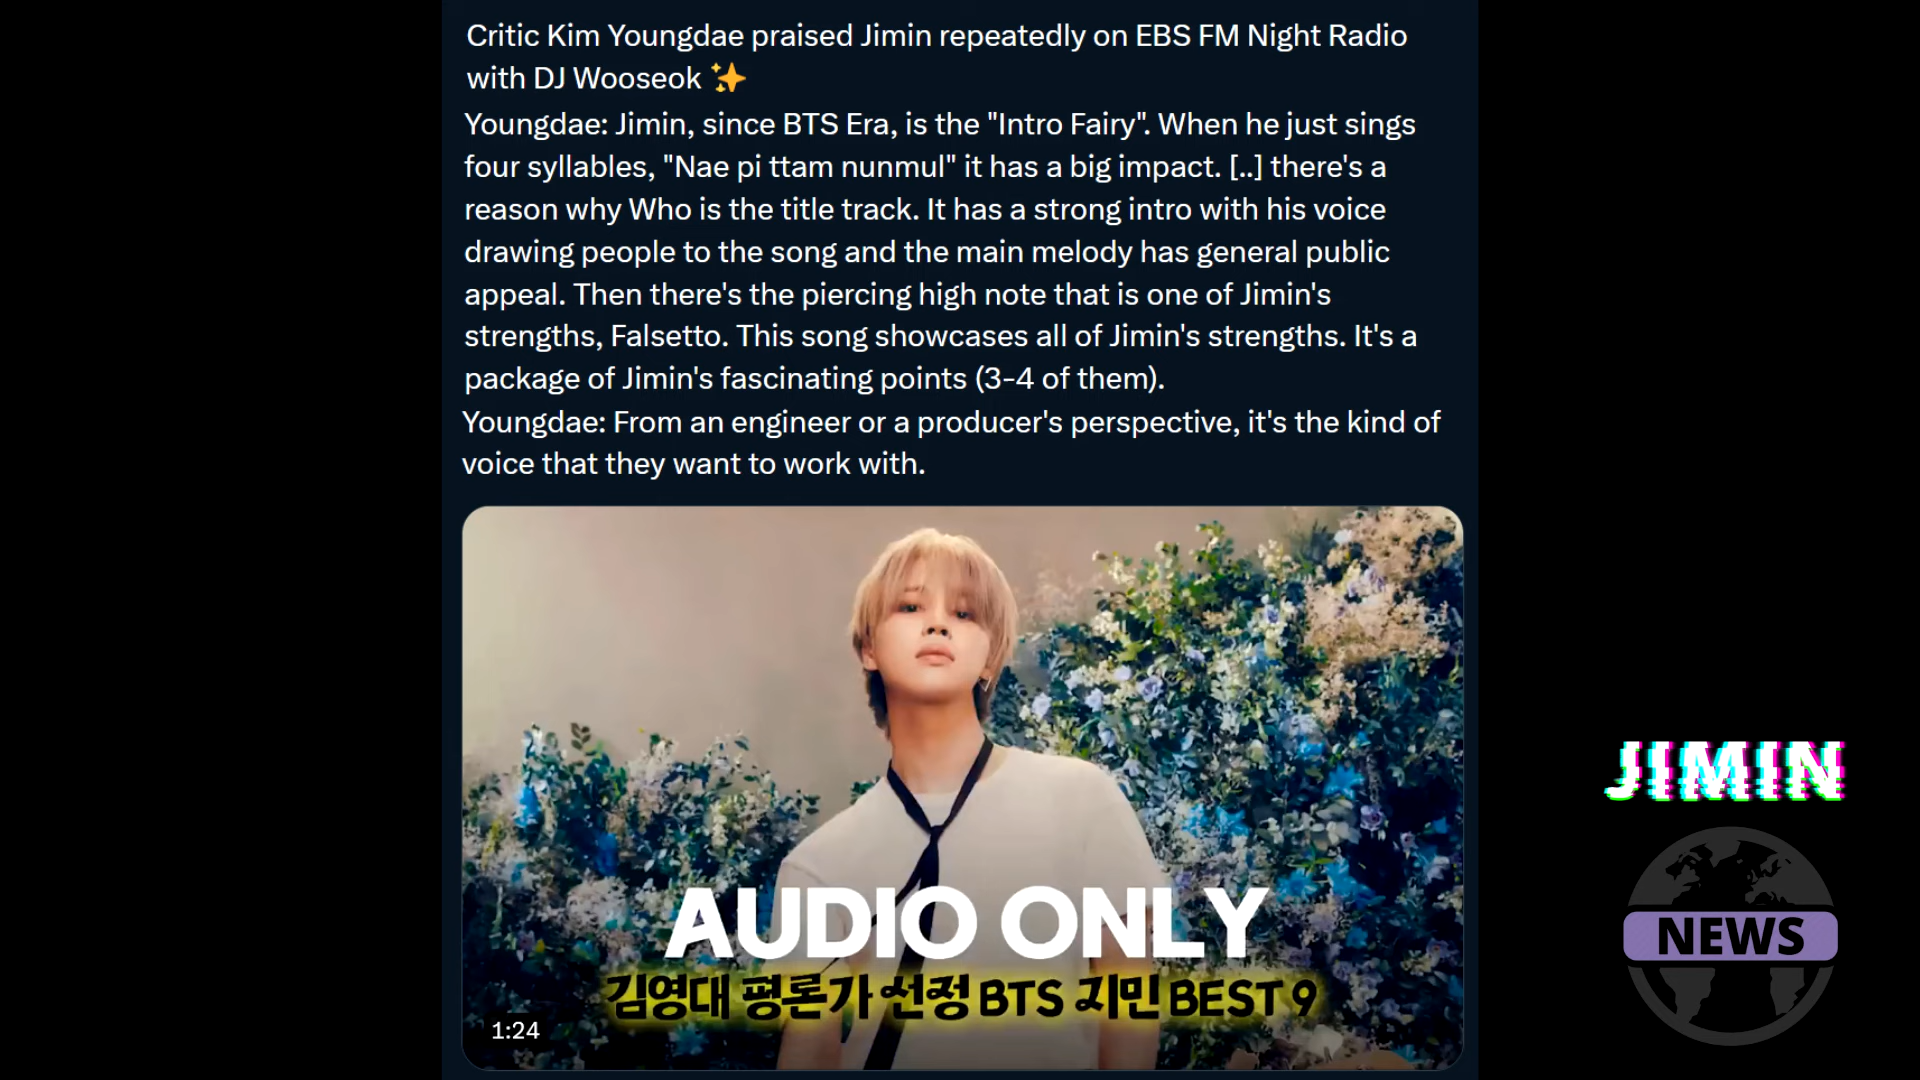 Critic Kim Youngdae praised Jimin repeatedly on EBS FM Night Radio
with DJ Wooseok ✨
Youngdae: Jimin, since BTS Era, is the "Intro Fairy". When he just sings
four syllables, "Nae pi ttam nunmul" it has a big impact. [..] there's a
reason why Who is the title track. It has a strong intro with his voice
drawing people to the song and the main melody has general public
appeal. Then there's the piercing high note that is one of Jimin's
strengths, Falsetto. This song showcases all of Jimin's strengths. It's a
package of Jimin's fascinating points (3-4 of them).
Youngdae: From an engineer or a producer's perspective, it's the kind of
voice that they want to work with.
AUDIO ONLY
김영대 평론가 선정 BTS 지민 BEST 9
1:24
JIMIN
NEWS